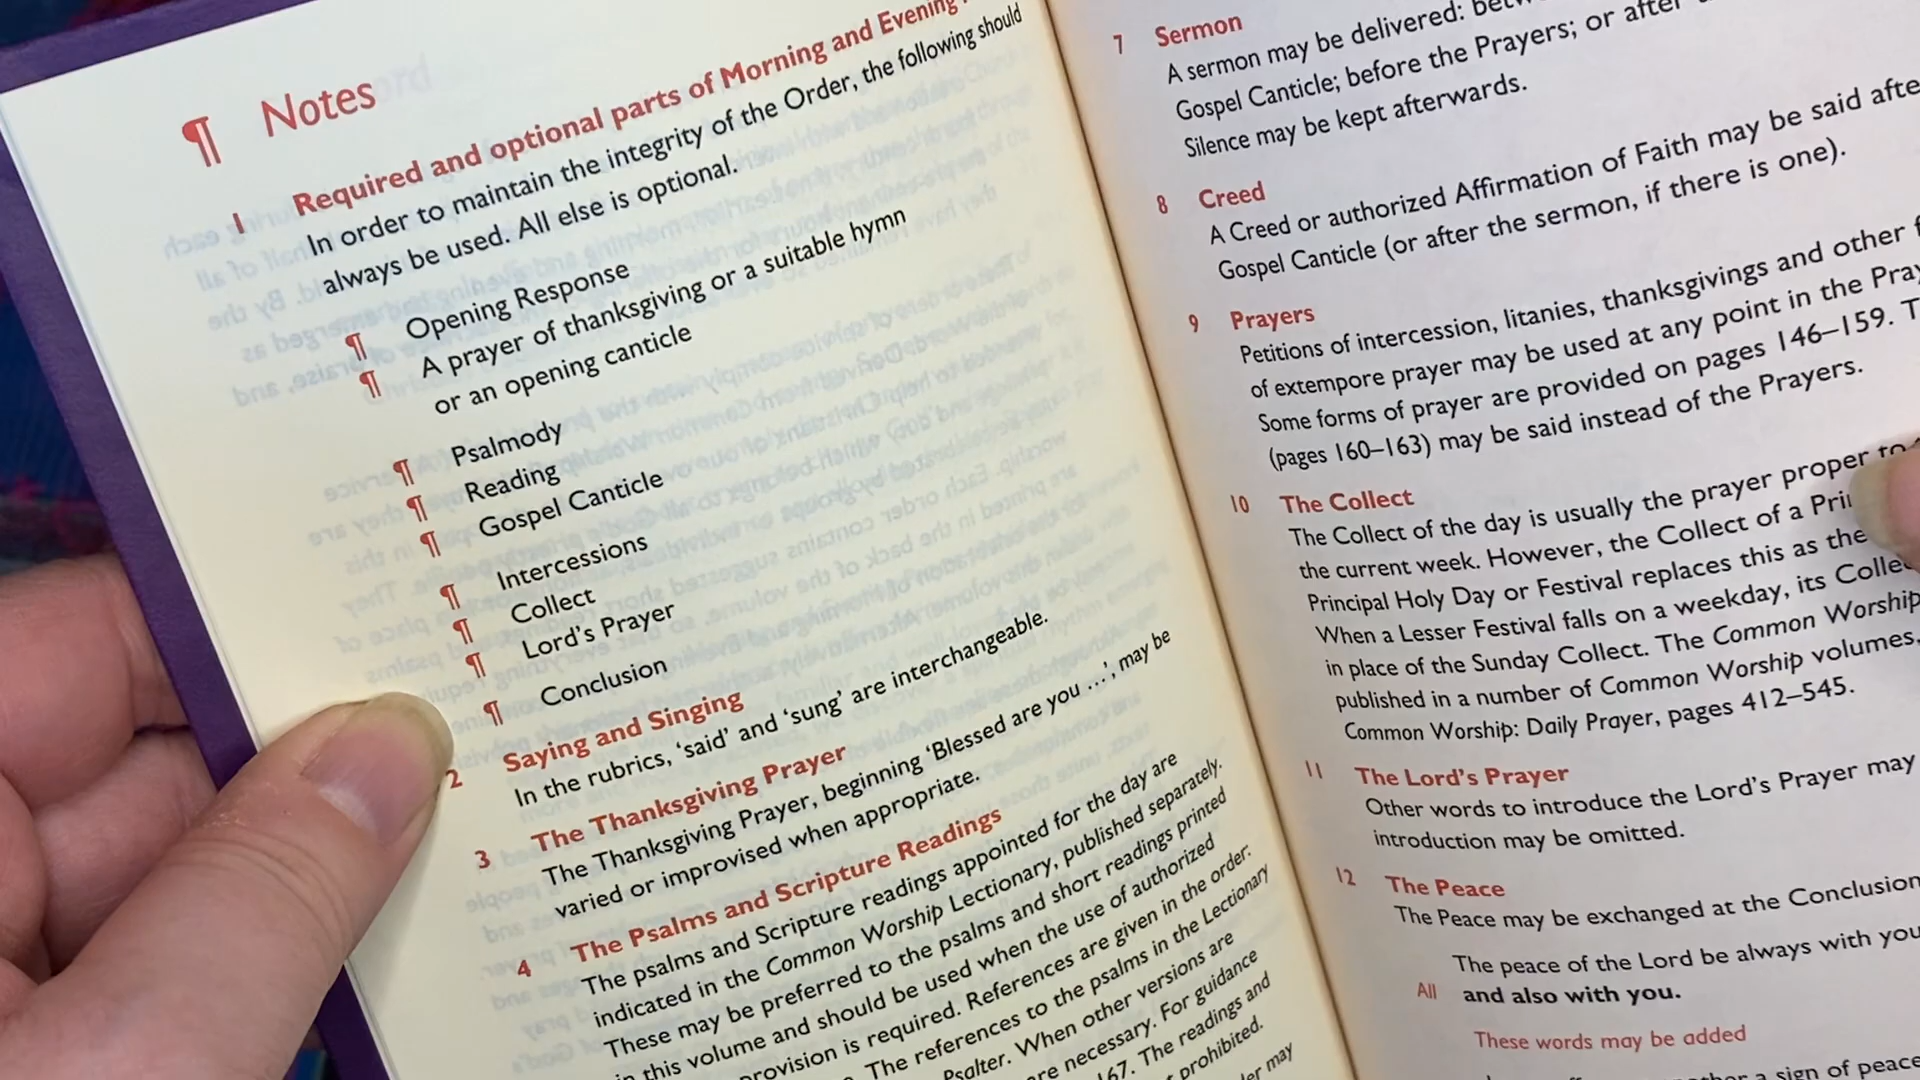 ¶ Notes
1 Required and optional parts of Morning and Evening
In order to maintain the integrity of the Order, the following should
always be used. All else is optional.
¶ Opening Response
¶ A prayer of thanksgiving or a suitable hymn
or an opening canticle
¶ Psalmody
¶ Reading
¶ Gospel Canticle
¶ Intercessions
¶ Collect
¶ Lord's Prayer
¶ Conclusion
2 Saying and Singing
In the rubrics, 'said' and 'sung' are interchangeable.
3 The Thanksgiving Prayer
The Thanksgiving Prayer, beginning 'Blessed are you ...', may be
varied or improvised when appropriate.
4 The Psalms and Scripture Readings
The psalms and Scripture readings appointed for the day are
indicated in the Common Worship Lectionary, published separately.
These may be preferred to the psalms and short readings printed
in this volume and should be used when the use of authorized
provision is required. References are given in the order.
The references to the psalms in the Lectionary
Psalter. When other versions are
necessary. For guidance
67. The readings and
prohibited.
may
7 Sermon
A sermon may be delivered:
Gospel Canticle; before the Prayers; or after
Silence may be kept afterwards.
8 Creed
A Creed or authorized Affirmation of Faith may be said
Gospel Canticle (or after the sermon, if there is one).
9 Prayers
Petitions of intercession, litanies, thanksgivings and other
of extempore prayer may be used at any point in the
Some forms of prayer are provided on pages 146–159.
(pages 160–163) may be said instead of the Prayers.
10 The Collect
The Collect of the day is usually the prayer proper to
the current week. However, the Collect of a
Principal Holy Day or Festival replaces this as the
When a Lesser Festival falls on a weekday, its
in place of the Sunday Collect. The Common Worship
published in a number of Common Worship volumes,
Common Worship: Daily Prayer, pages 412–545.
11 The Lord's Prayer
Other words to introduce the Lord's Prayer may
introduction may be omitted.
12 The Peace
The Peace may be exchanged at the Conclusion
The peace of the Lord be always with you
All and also with you.
These words may be added
a sign of peace